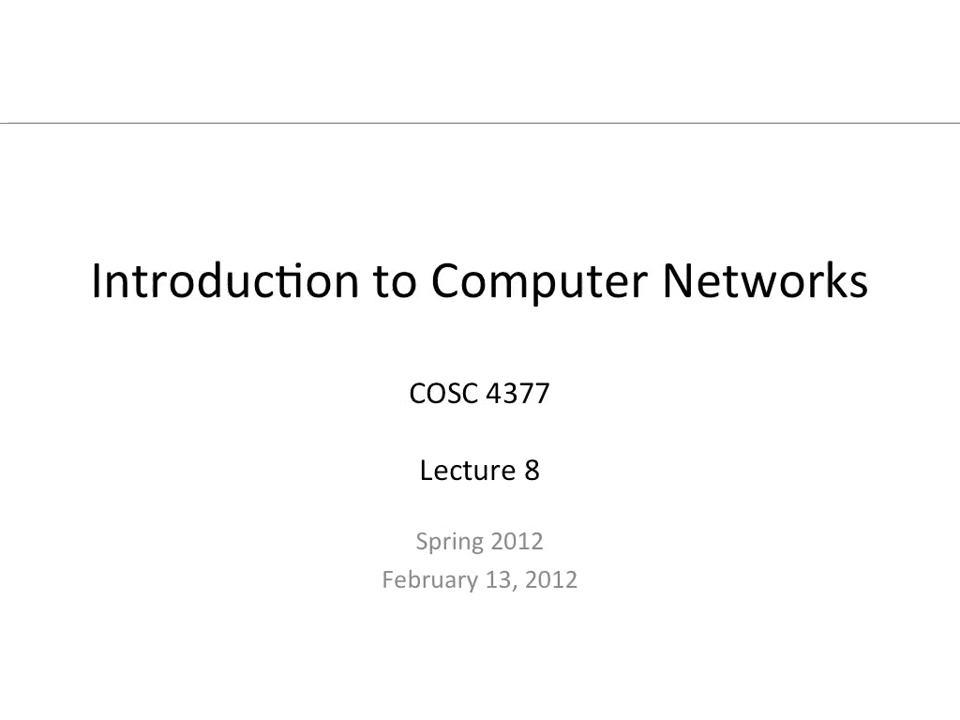 Introduction to Computer Networks
COSC 4377
Lecture 8
Spring 2012
February 13, 2012